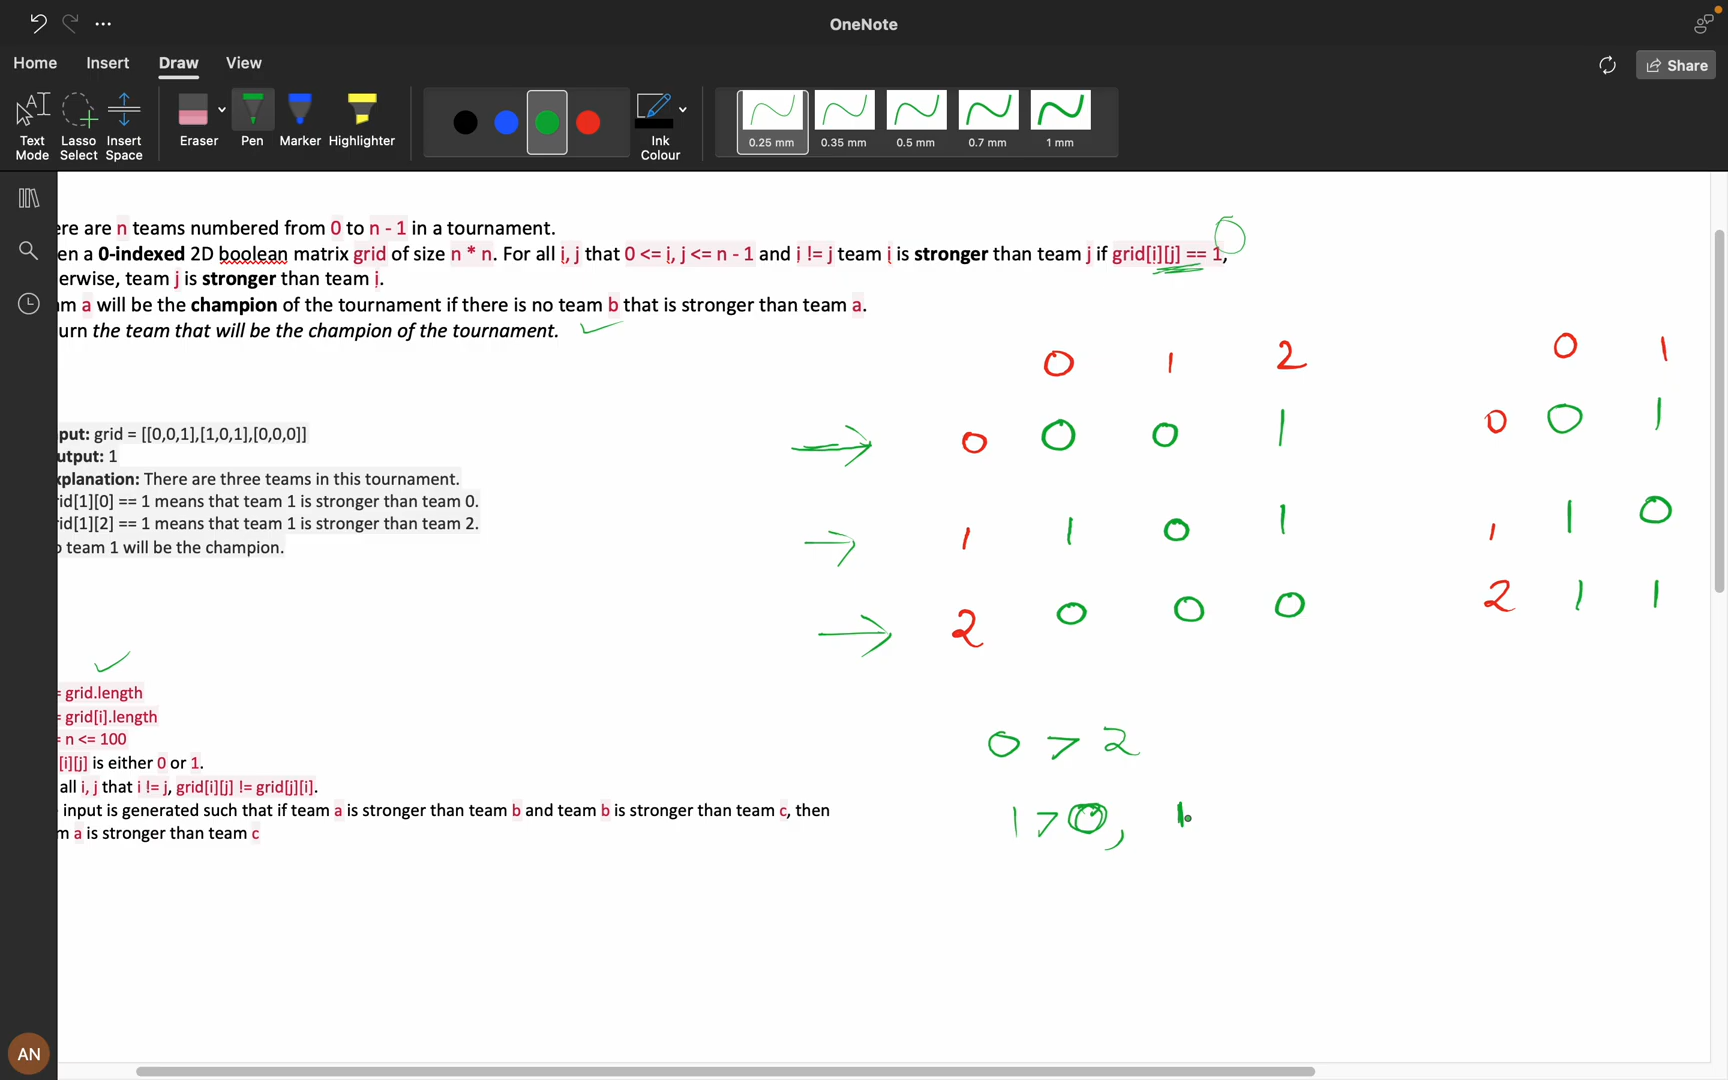 OneNote
Home Insert Draw View Share
Text Mode Lasso Select Insert Space Eraser Pen Marker Highlighter Ink Colour 0.25 mm 0.35 mm 0.5 mm 0.7 mm 1 mm
ere are n teams numbered from 0 to n - 1 in a tournament.
en a 0-indexed 2D boolean matrix grid of size n * n. For all i, j that 0 <= i, j <= n - 1 and i != j team i is stronger than team j if grid[i][j] == 1,
erwise, team j is stronger than team i.
m a will be the champion of the tournament if there is no team b that is stronger than team a.
urn the team that will be the champion of the tournament.
0 1 2 0 1
put: grid = [[0,0,1],[1,0,1],[0,0,0]]
0 0 0 1 0 0 1
utput: 1
xplanation: There are three teams in this tournament.
rid[1][0] == 1 means that team 1 is stronger than team 0.
rid[1][2] == 1 means that team 1 is stronger than team 2.
o team 1 will be the champion.
1 1 0 1 1 1 0
2 0 0 0 2 1 1
= grid.length
= grid[i].length
= n <= 100
[i][j] is either 0 or 1.
all i, j that i != j, grid[i][j] != grid[j][i].
input is generated such that if team a is stronger than team b and team b is stronger than team c, then
m a is stronger than team c
0 > 2
1 > 0, 1
AN